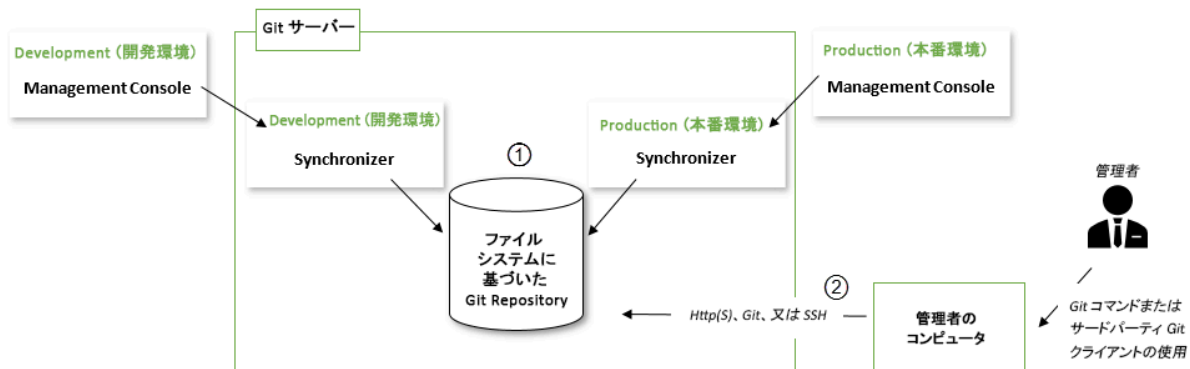 Git サーバー
Development (開発環境)
Management Console
Development (開発環境)
Synchronizer
①
Production (本番環境)
Synchronizer
Production (本番環境)
Management Console
ファイル
システムに
基づいた
Git Repository
管理者
②
Http(S)、Git、又は SSH
管理者の
コンピュータ
Git コマンドまたは
サードパーティ Git
クライアントの使用